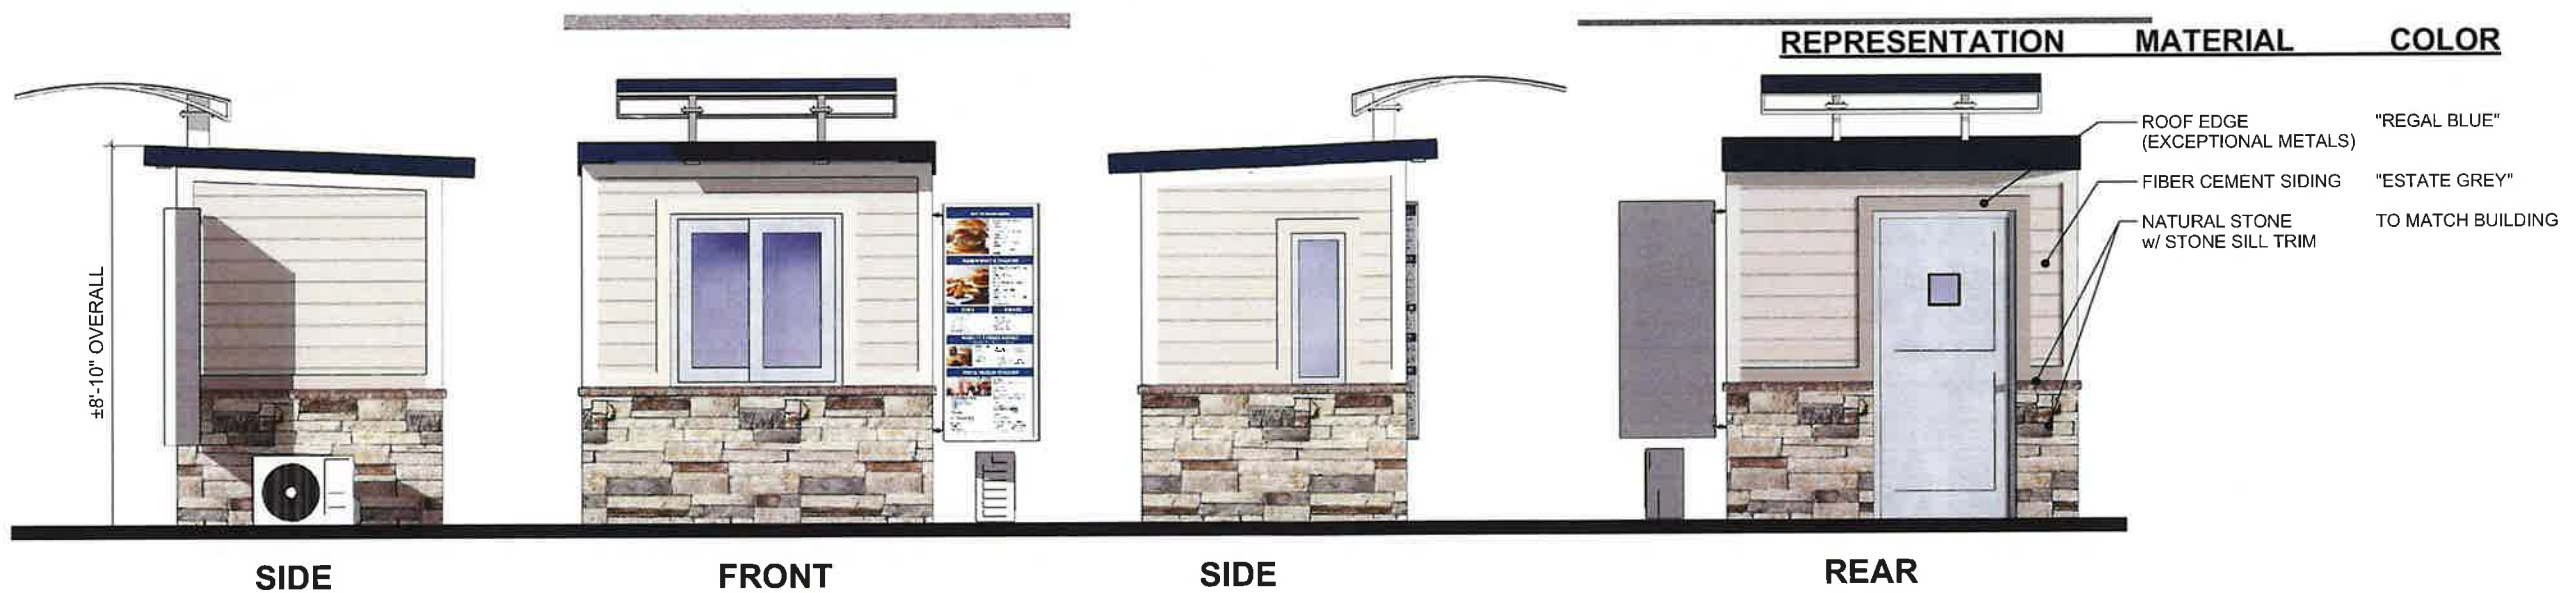 REPRESENTATION MATERIAL COLOR
ROOF EDGE "REGAL BLUE"
(EXCEPTIONAL METALS)
FIBER CEMENT SIDING "ESTATE GREY"
NATURAL STONE TO MATCH BUILDING
w/ STONE SILL TRIM
±8'-10" OVERALL
SIDE FRONT SIDE REAR